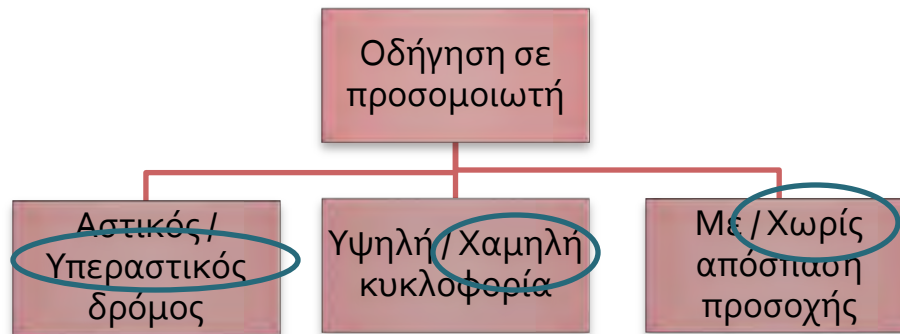 Οδήγηση σε
προσομοιωτή
Αστικός /
Υπεραστικός
δρόμος
Υψηλή / Χαμηλή
κυκλοφορία
Με / Χωρίς
απόσπαση
προσοχής